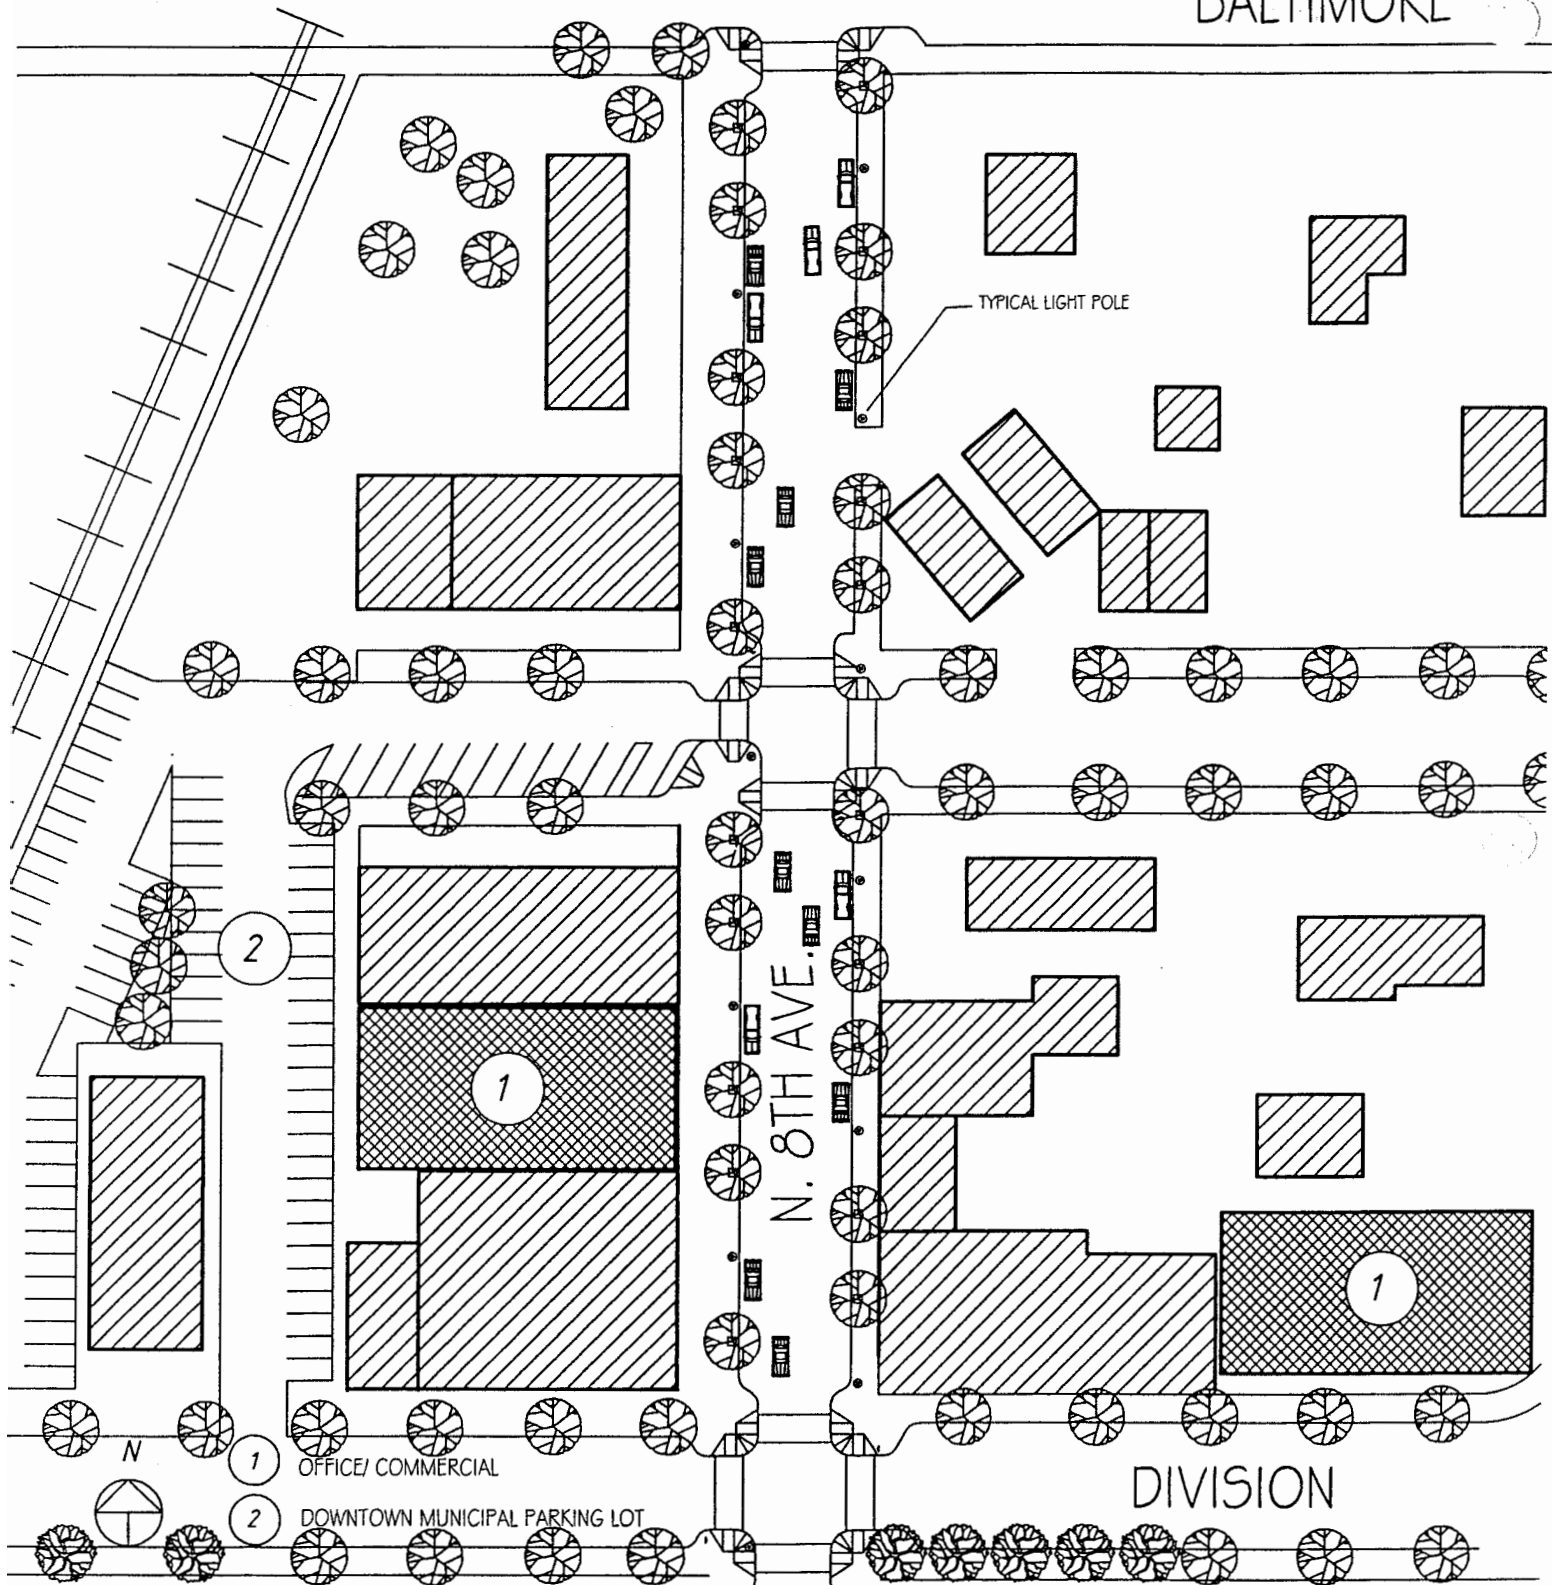 BALTIMORE
TYPICAL LIGHT POLE
2
1
N. 8TH AVE.
1
N
1 OFFICE/ COMMERCIAL
DIVISION
2 DOWNTOWN MUNICIPAL PARKING LOT